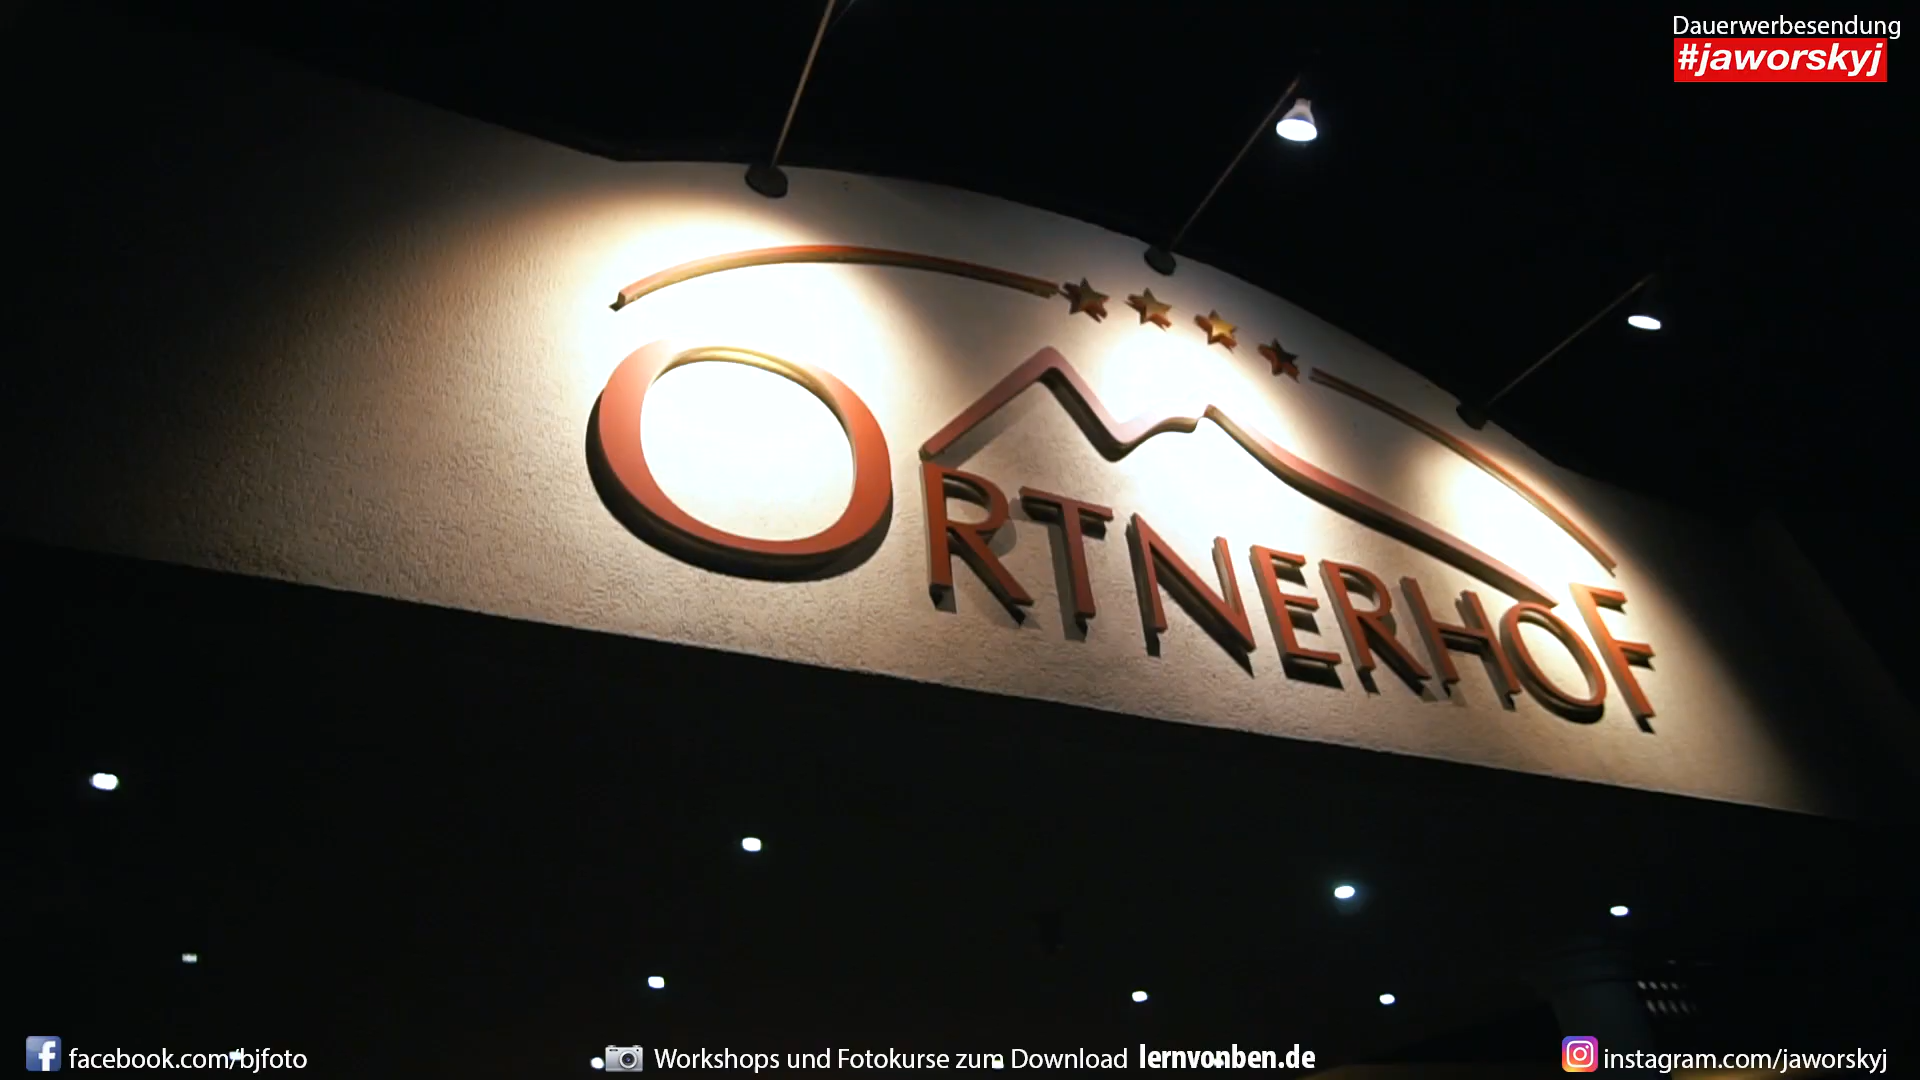 Dauerwerbesendung
#jaworskyj
ORTNERHOF
facebook.com/bjfoto
Workshops und Fotokurse zum Download lernvonben.de
instagram.com/jaworskyj